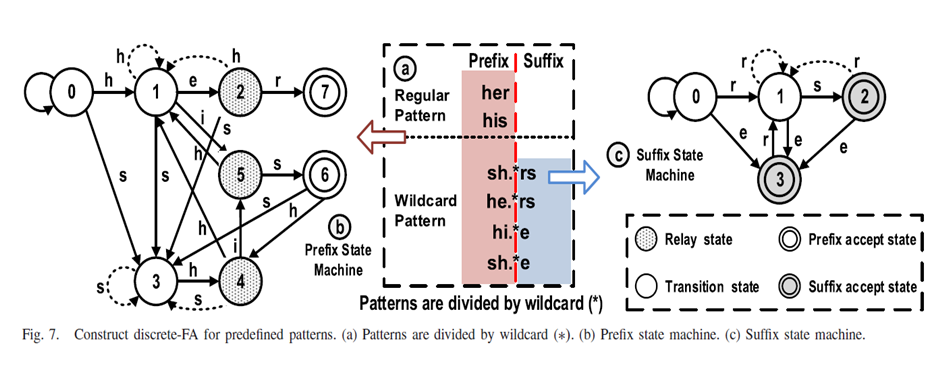 h
h
0
h
1
e
2
r
7
i
s
h
s
s
5
s
6
s
h
h
i
3
h
4
s
s
b
Prefix State
Machine
a
Prefix
Suffix
Regular
Pattern
her
his
Wildcard
Pattern
sh.*rs
he.*rs
hi.*e
sh.*e
Patterns are divided by wildcard (*)
r
r
0
r
1
s
2
e
r
e
e
3
c
Suffix State
Machine
Relay state
Prefix accept state
Transition state
Suffix accept state
Fig. 7. Construct discrete-FA for predefined patterns. (a) Patterns are divided by wildcard (∗). (b) Prefix state machine. (c) Suffix state machine.